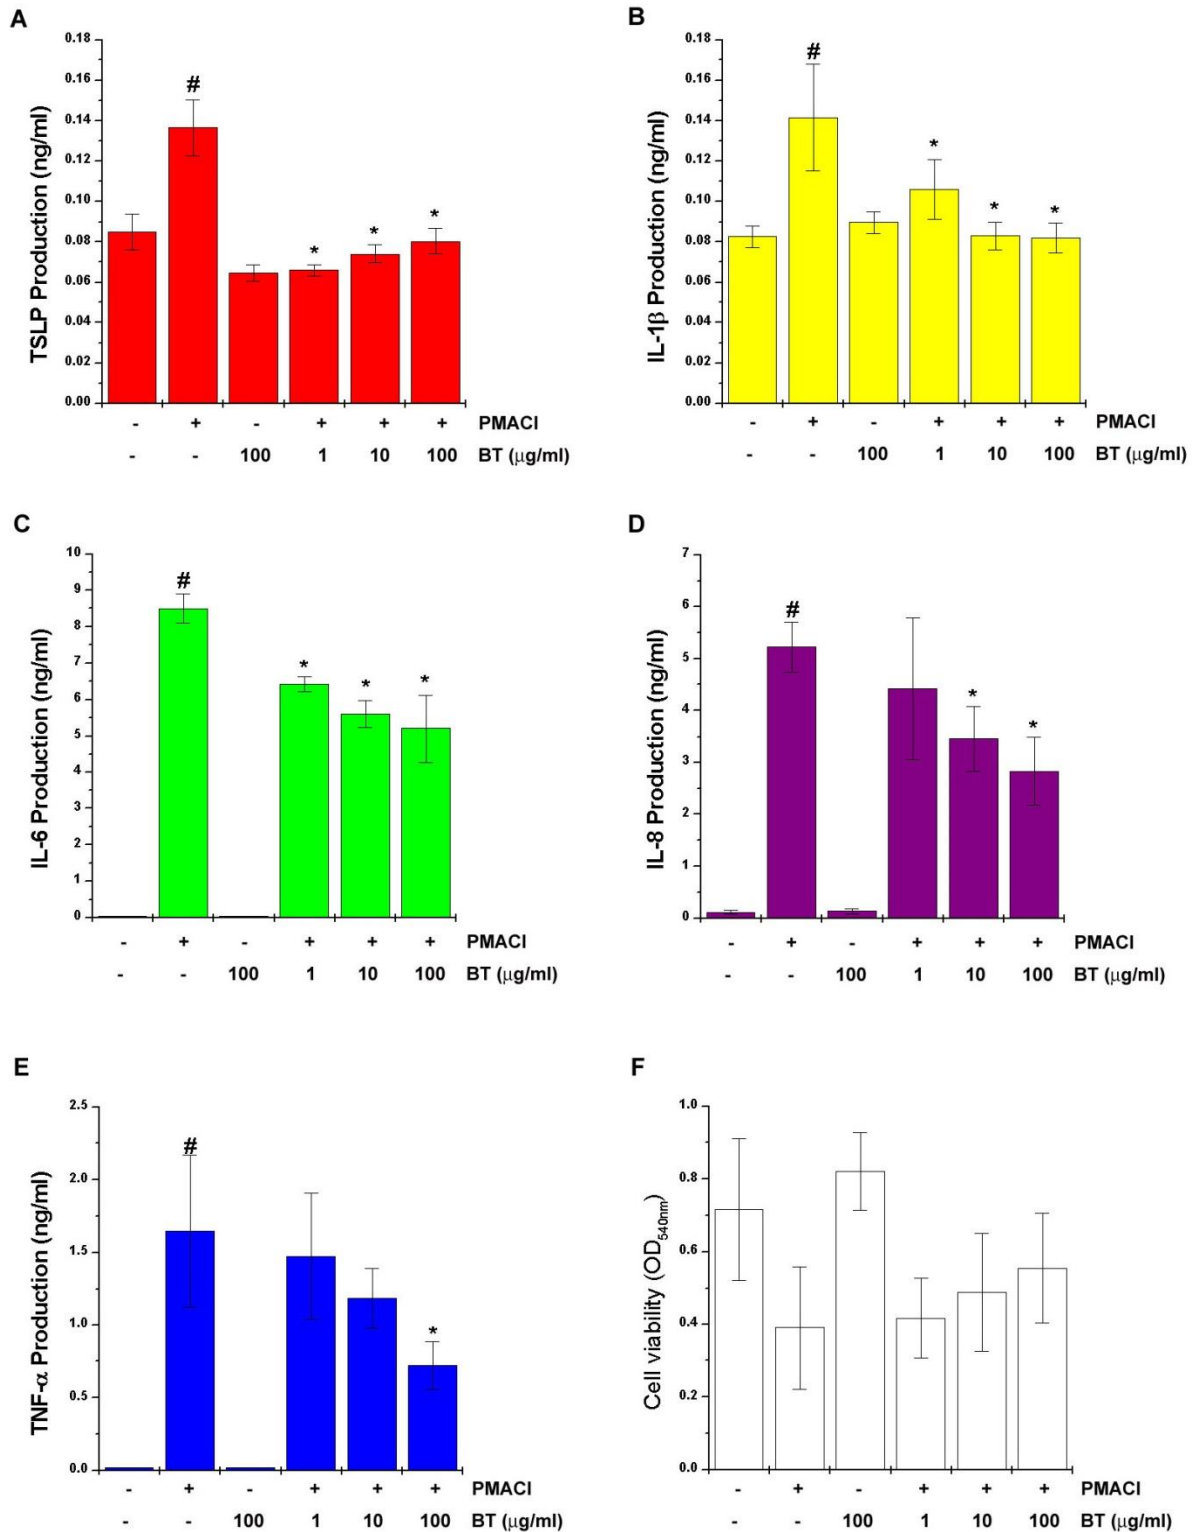 A
TSLP Production (ng/ml)
0.18
0.16
0.14
0.12
0.10
0.08
0.06
0.04
0.02
0.00
# * * *
- + - + + + PMACI
- - 100 1 10 100 BT (μg/ml)
B
IL-1β Production (ng/ml)
0.18
0.16
0.14
0.12
0.10
0.08
0.06
0.04
0.02
0.00
# * * *
- + - + + + PMACI
- - 100 1 10 100 BT (μg/ml)
C
IL-6 Production (ng/ml)
10
9
8
7
6
5
4
3
2
1
0
# * * *
- + - + + + PMACI
- - 100 1 10 100 BT (μg/ml)
D
IL-8 Production (ng/ml)
7
6
5
4
3
2
1
0
# * *
- + - + + + PMACI
- - 100 1 10 100 BT (μg/ml)
E
TNF-α Production (ng/ml)
2.5
2.0
1.5
1.0
0.5
0.0
# *
- + - + + + PMACI
- - 100 1 10 100 BT (μg/ml)
F
Cell viability (OD540nm)
1.0
0.8
0.6
0.4
0.2
0.0
- + - + + + PMACI
- - 100 1 10 100 BT (μg/ml)